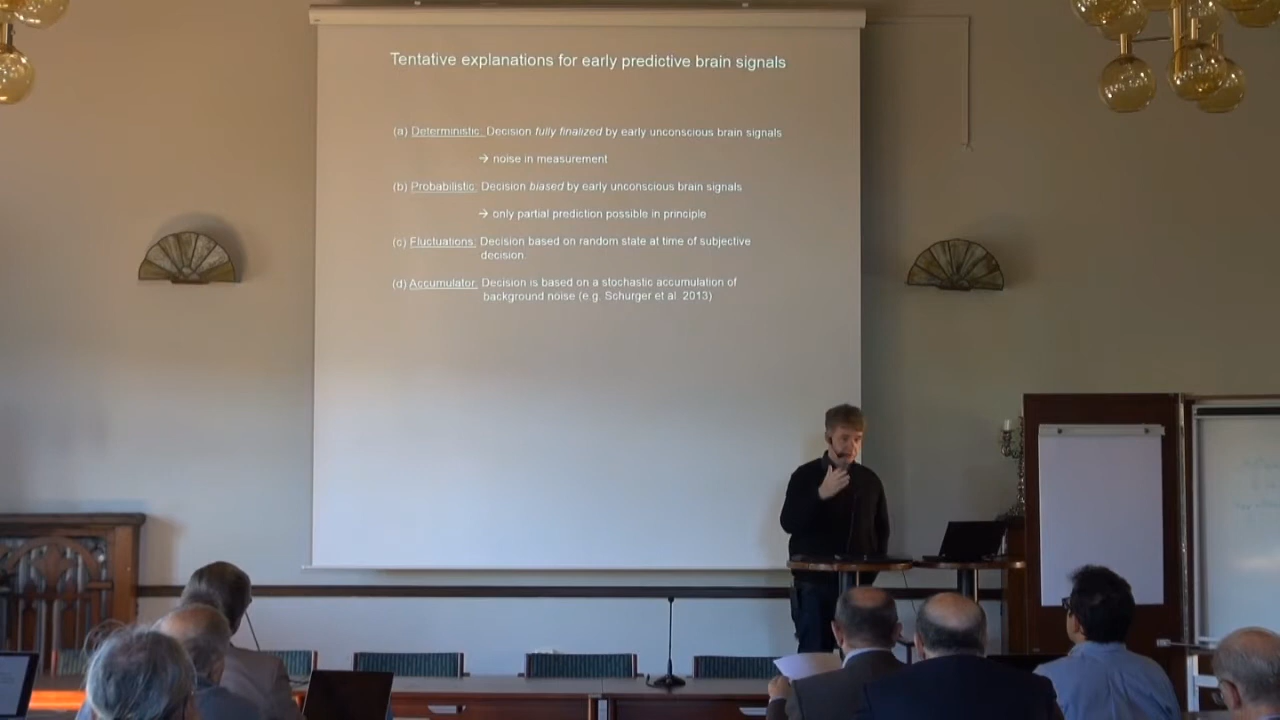 Tentative explanations for early predictive brain signals
(a) Deterministic: Decision fully finalized by early unconscious brain signals
→ noise in measurement
(b) Probabilistic: Decision biased by early unconscious brain signals
→ only partial prediction possible in principle
(c) Fluctuations: Decision based on random state at time of subjective
decision.
(d) Accumulator: Decision is based on a stochastic accumulation of
background noise (e.g. Schurger et al. 2013)